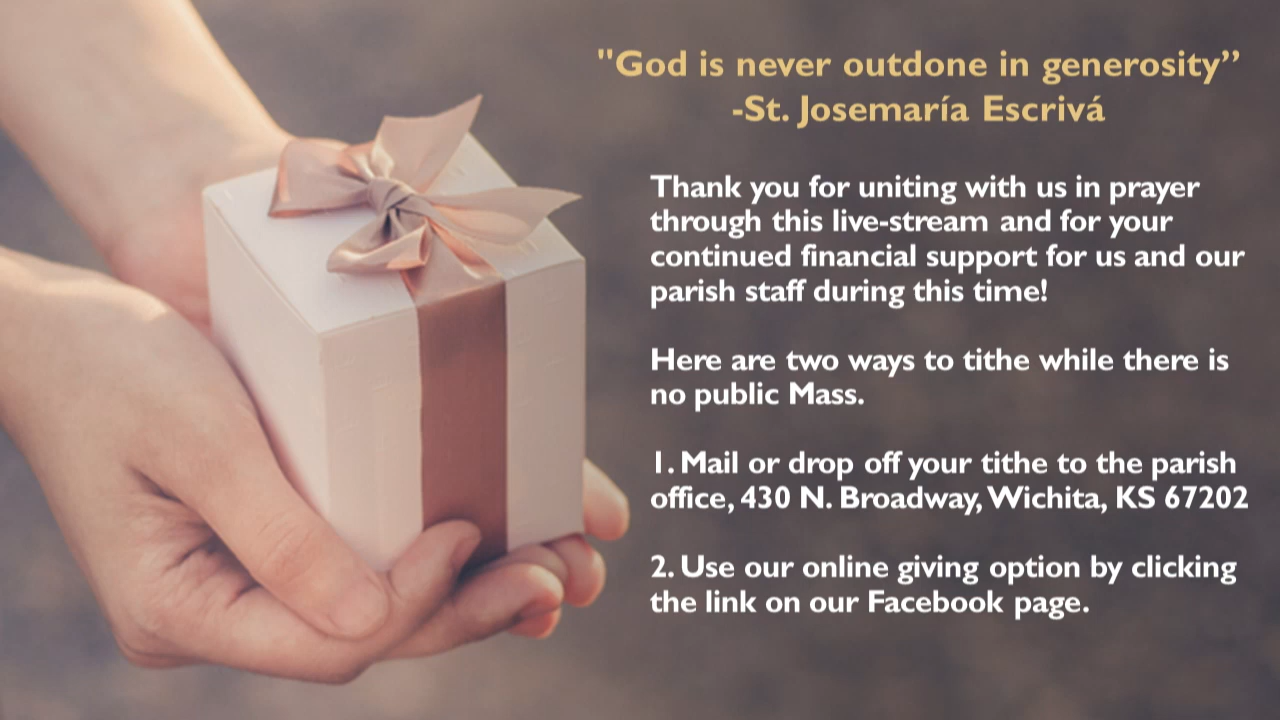 "God is never outdone in generosity”
-St. Josemaría Escrivá
Thank you for uniting with us in prayer
through this live-stream and for your
continued financial support for us and our
parish staff during this time!
Here are two ways to tithe while there is
no public Mass.
1. Mail or drop off your tithe to the parish
office, 430 N. Broadway, Wichita, KS 67202
2. Use our online giving option by clicking
the link on our Facebook page.